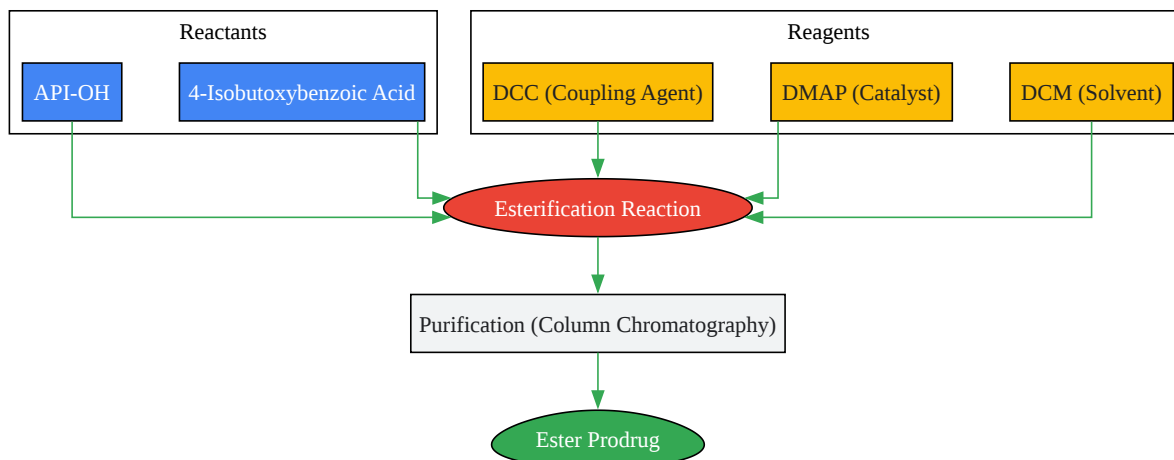 Reactants
Reagents
API-OH
4-Isobutoxybenzoic Acid
DCC (Coupling Agent)
DMAP (Catalyst)
DCM (Solvent)
Esterification Reaction
Purification (Column Chromatography)
Ester Prodrug